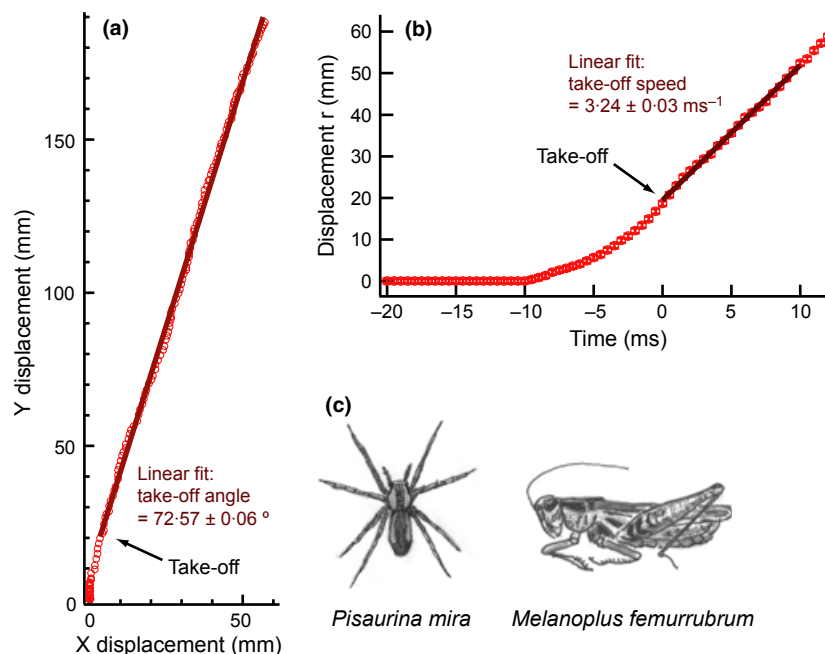 (a)
Y displacement (mm)
150
100
50
0
Linear fit:
take-off angle
= 72·57 ± 0·06 º
Take-off
0 50
X displacement (mm)
(b)
Displacement r (mm)
60
50
40
30
20
10
0
Linear fit:
take-off speed
= 3·24 ± 0·03 ms–1
Take-off
–20 –15 –10 –5 0 5 10
Time (ms)
(c)
Pisaurina mira
Melanoplus femurrubrum